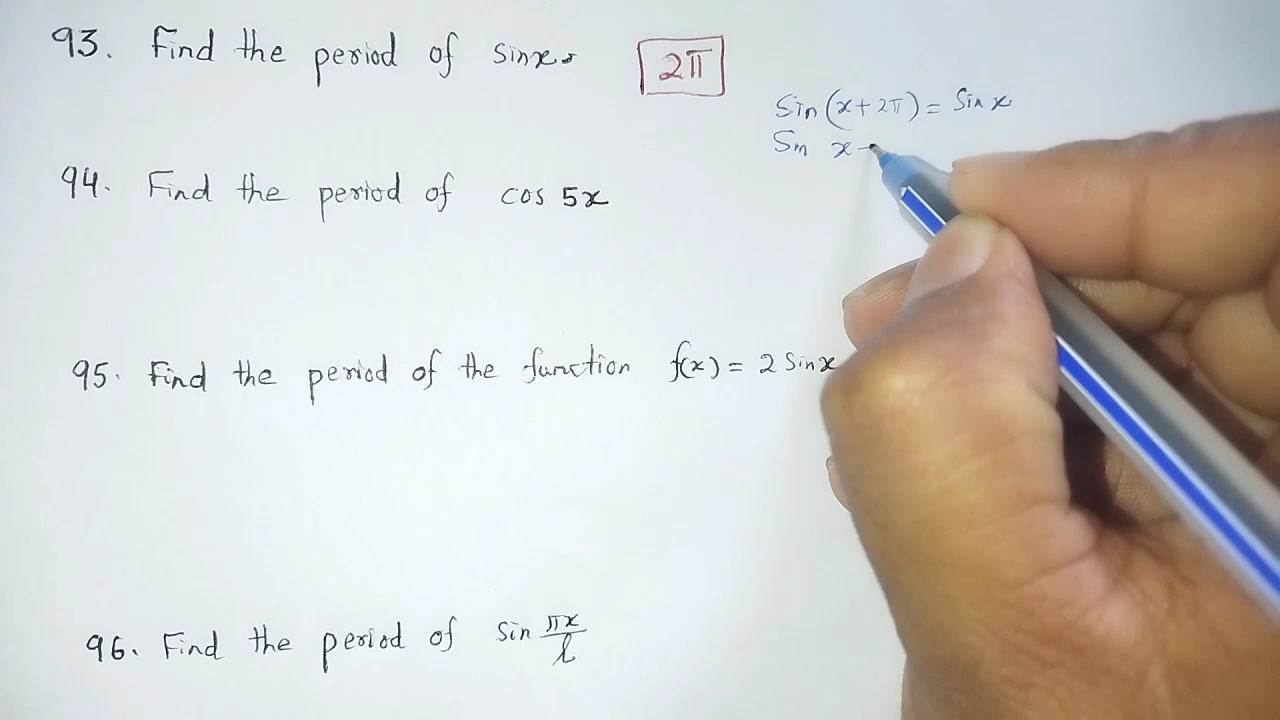 93. Find the period of sinx.
2π
Sin(x+2π) = Sin x
Sin x
94. Find the period of cos 5x
95. Find the period of the function f(x) = 2 sinx
96. Find the period of sin πx/l